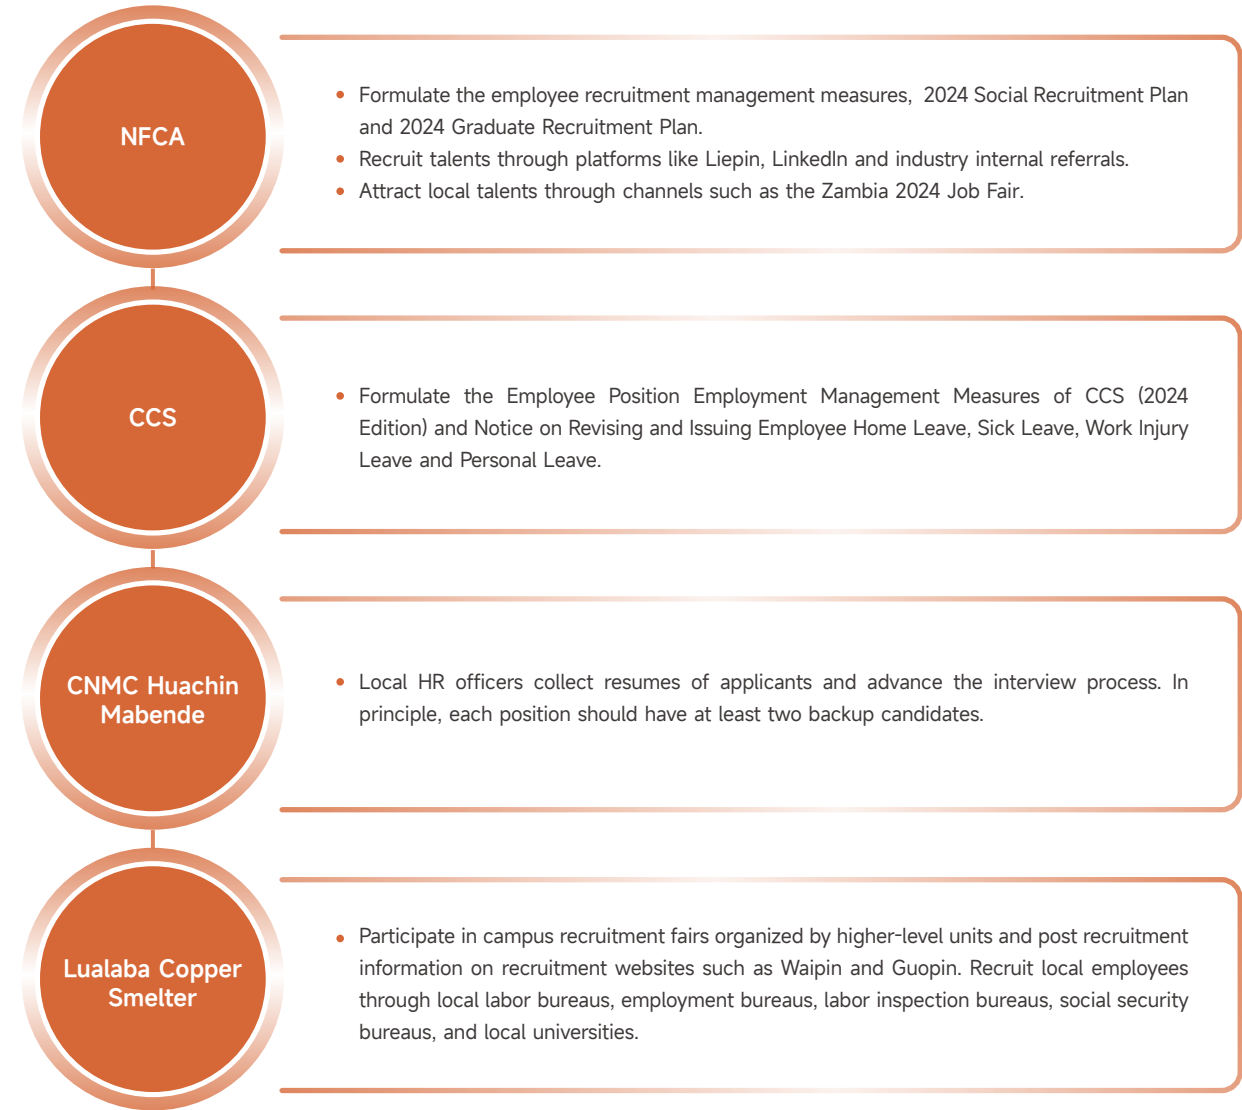 NFCA
• Formulate the employee recruitment management measures, 2024 Social Recruitment Plan
and 2024 Graduate Recruitment Plan.
• Recruit talents through platforms like Liepin, LinkedIn and industry internal referrals.
• Attract local talents through channels such as the Zambia 2024 Job Fair.
CCS
• Formulate the Employee Position Employment Management Measures of CCS (2024
Edition) and Notice on Revising and Issuing Employee Home Leave, Sick Leave, Work Injury
Leave and Personal Leave.
CNMC Huachin
Mabende
• Local HR officers collect resumes of applicants and advance the interview process. In
principle, each position should have at least two backup candidates.
Lualaba Copper
Smelter
• Participate in campus recruitment fairs organized by higher-level units and post recruitment
information on recruitment websites such as Waipin and Guopin. Recruit local employees
through local labor bureaus, employment bureaus, labor inspection bureaus, social security
bureaus, and local universities.